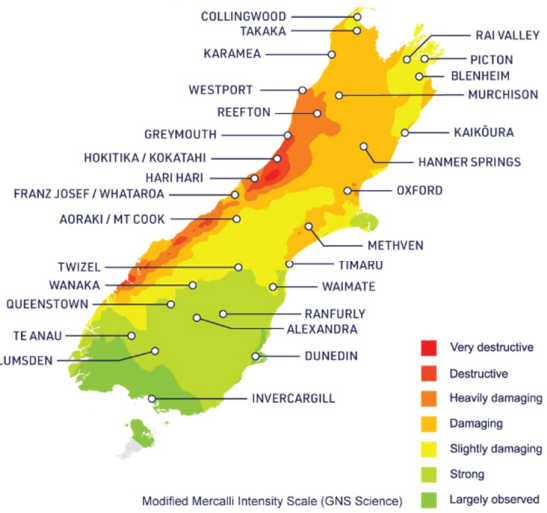 COLLINGWOOD
TAKAKA
RAI VALLEY
KARAMEA
PICTON
BLENHEIM
WESTPORT
MURCHISON
REEFTON
GREYMOUTH
KAIKŌURA
HOKITIKA / KOKATAHI
HANMER SPRINGS
HARI HARI
FRANZ JOSEF / WHATAROA
OXFORD
AORAKI / MT COOK
METHVEN
TWIZEL
TIMARU
WANAKA
WAIMATE
QUEENSTOWN
RANFURLY
ALEXANDRA
TE ANAU
DUNEDIN
LUMSDEN
INVERCARGILL
Very destructive
Destructive
Heavily damaging
Damaging
Slightly damaging
Strong
Largely observed
Modified Mercalli Intensity Scale (GNS Science)